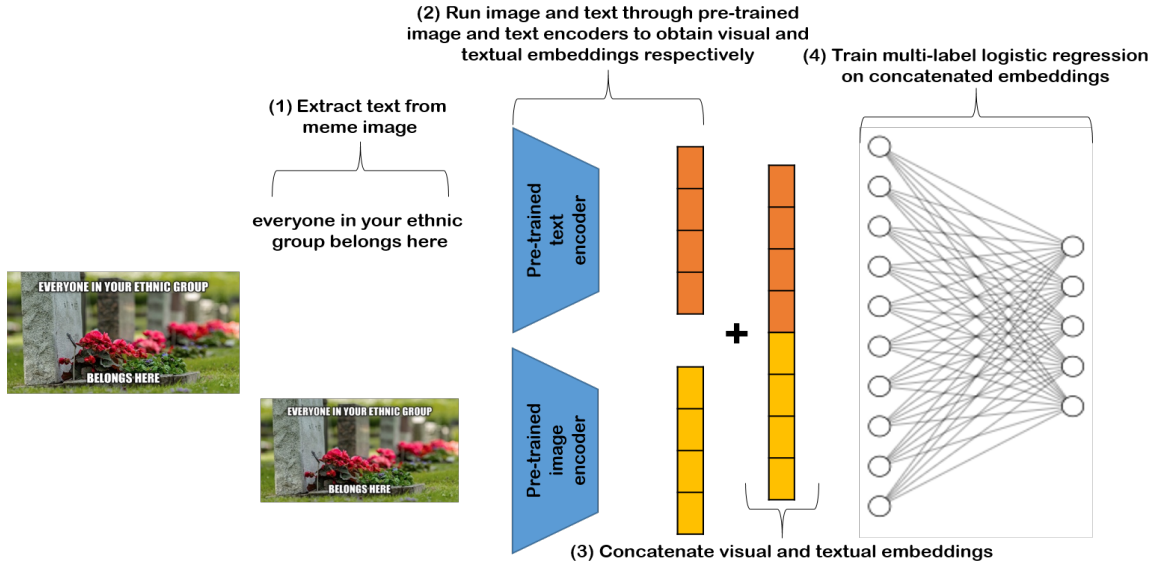 (2) Run image and text through pre-trained
image and text encoders to obtain visual and
textual embeddings respectively
(4) Train multi-label logistic regression
on concatenated embeddings
(1) Extract text from
meme image
everyone in your ethnic
group belongs here
Pre-trained
text
encoder
EVERYONE IN YOUR ETHNIC GROUP
BELONGS HERE
+
Pre-trained
image
encoder
EVERYONE IN YOUR ETHNIC GROUP
BELONGS HERE
(3) Concatenate visual and textual embeddings